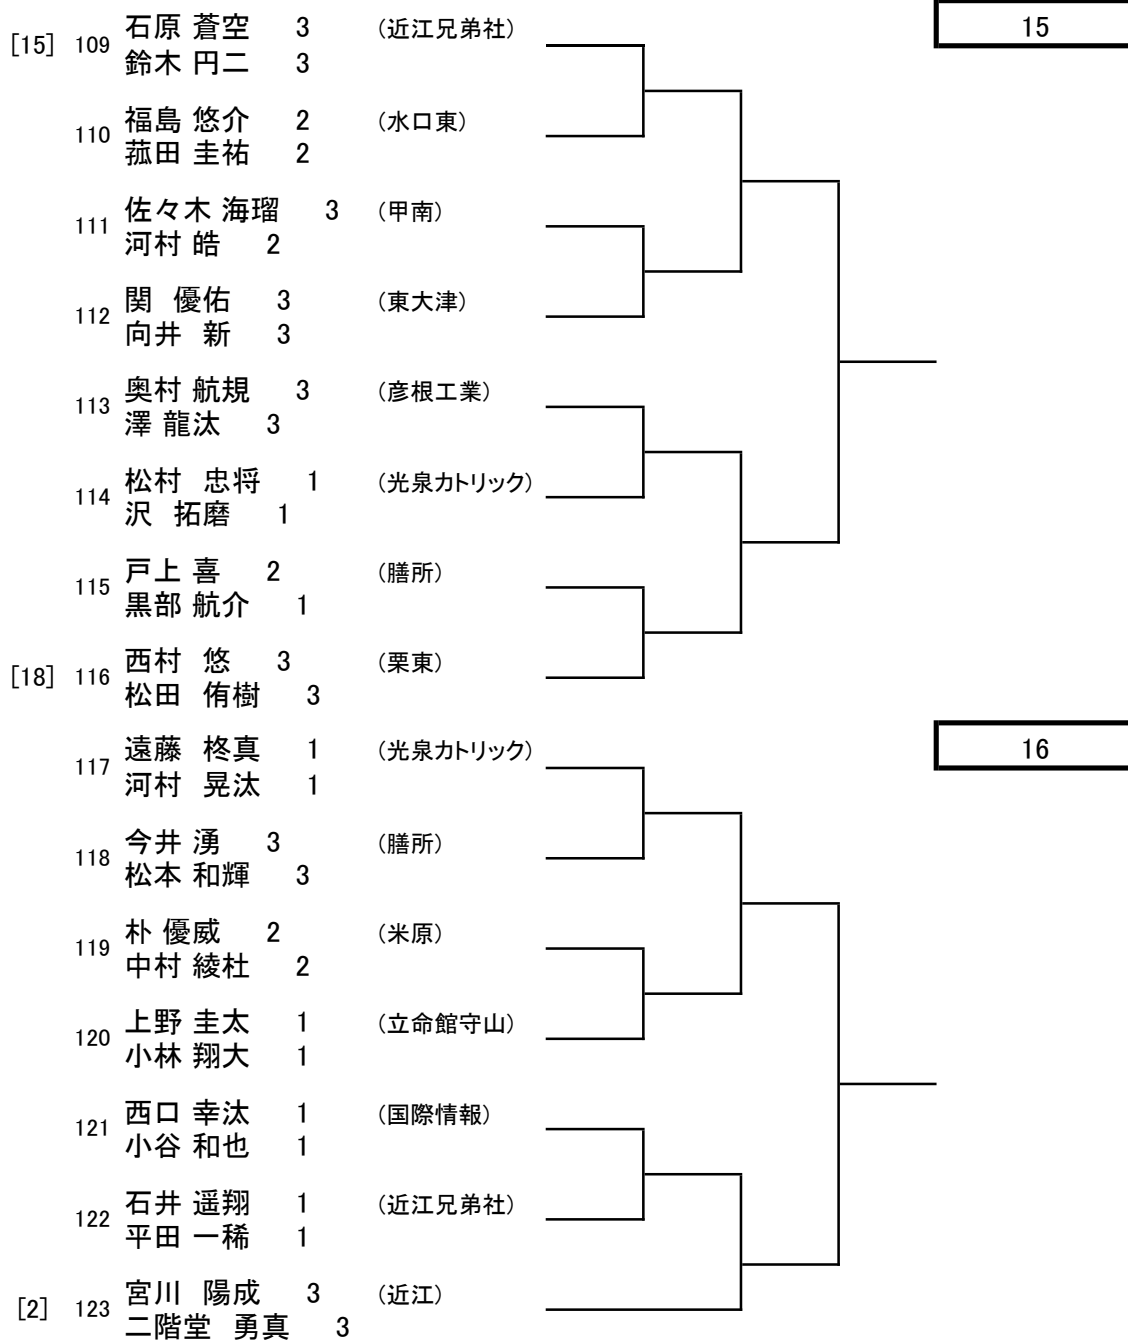 石原 蒼空 3 (近江兄弟社) 15
[15] 109
鈴木 円二 3
福島 悠介 2 (水口東)
110
菰田 圭祐 2
佐々木 海瑠 3 (甲南)
111
河村 皓 2
関 優佑 3 (東大津)
112
向井 新 3
奥村 航規 3 (彦根工業)
113
澤 龍汰 3
松村 忠将 1 (光泉カトリック)
114
沢 拓磨 1
戸上 喜 2 (膳所)
115
黒部 航介 1
西村 悠 3 (栗東)
[18] 116
松田 侑樹 3
遠藤 柊真 1 (光泉カトリック) 16
117
河村 晃汰 1
今井 湧 3 (膳所)
118
松本 和輝 3
朴 優威 2 (米原)
119
中村 綾杜 2
上野 圭太 1 (立命館守山)
120
小林 翔大 1
西口 幸汰 1 (国際情報)
121
小谷 和也 1
石井 遥翔 1 (近江兄弟社)
122
平田 一稀 1
宮川 陽成 3 (近江)
[2] 123
二階堂 勇真 3